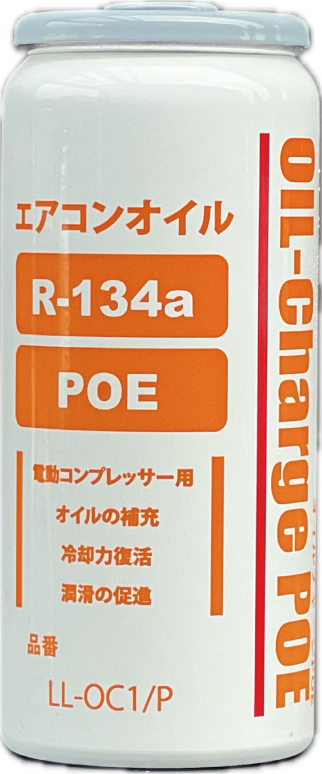 エアコンオイル
R-134a
POE
電動コンプレッサー用
オイルの補充
冷却力復活
潤滑の促進
品番
LL-OC1/P
OIL-Charge POE